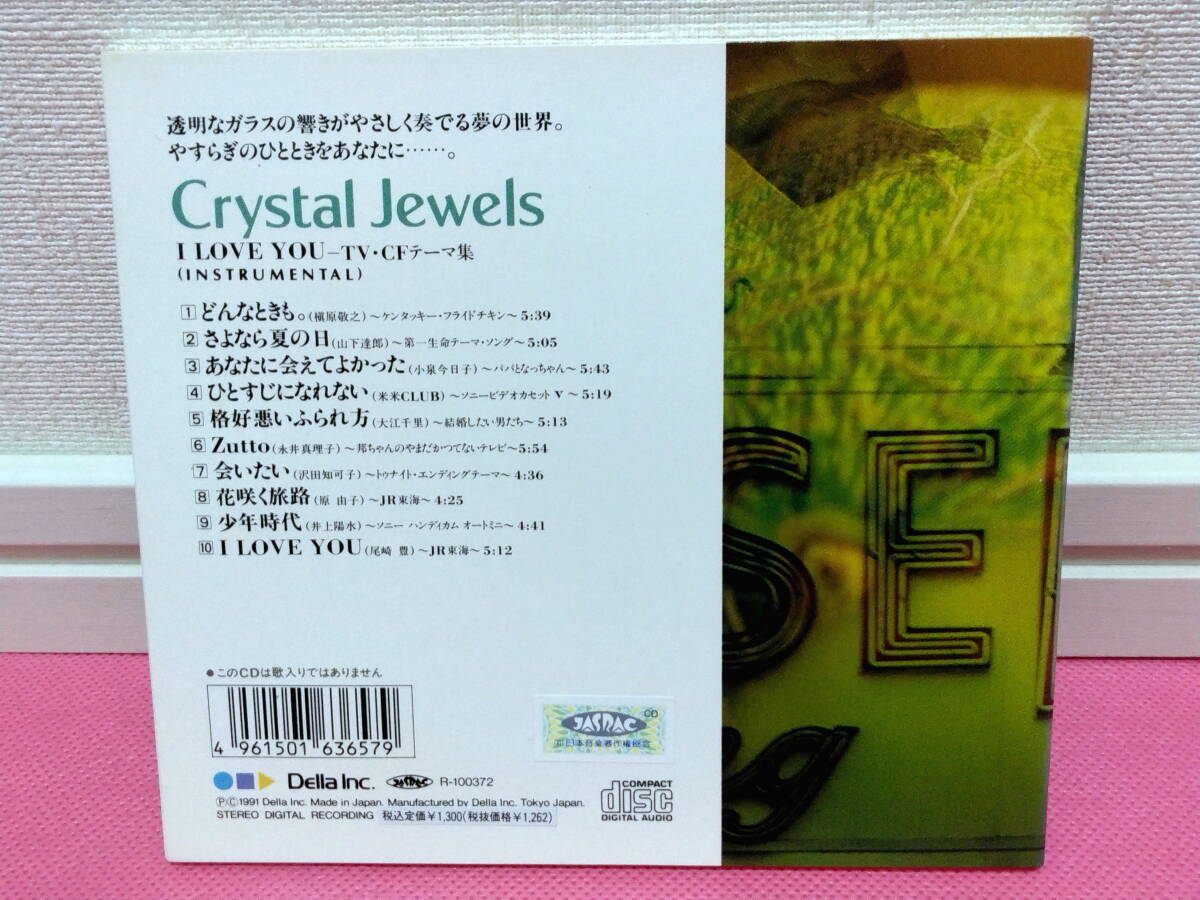 透明なガラスの響きがやさしく奏でる夢の世界。
やすらぎのひとときをあなたに……。
Crystal Jewels
I LOVE YOU－TV・CFテーマ集
(INSTRUMENTAL)
1 どんなときも。(槇原敬之)～ケンタッキー・フライドチキン～5:39
2 さよなら夏の日(山下達郎)～第一生命テーマ・ソング～5:05
3 あなたに会えてよかった(小泉今日子)～パパとなっちゃん～5:43
4 ひとすじになれない(米米CLUB)～ソニービデオカセット V～5:19
5 格好悪いふられ方(大江千里)～結婚したい男たち～5:13
6 Zutto(永井真理子)～邦ちゃんのやまだかつてないテレビ～5:54
7 会いたい(沢田知可子)～トゥナイト・エンディングテーマ～4:36
8 花咲く旅路(原 由子)～JR東海～4:25
9 少年時代(井上陽水)～ソニー ハンディカム オートミニ～4:41
10 I LOVE YOU(尾崎 豊)～JR東海～5:12
●このCDは歌入りではありません
4 961501 636579
JASRAC
CD
日本音楽著作権協会
Della Inc. JASRAC R-100372
ⓅⒸ1991 Della Inc. Made in Japan. Manufactured by Della Inc. Tokyo Japan.
STEREO DIGITAL RECORDING 税込定価￥1,300(税抜価格￥1,262)
COMPACT
disc
DIGITAL AUDIO
SE